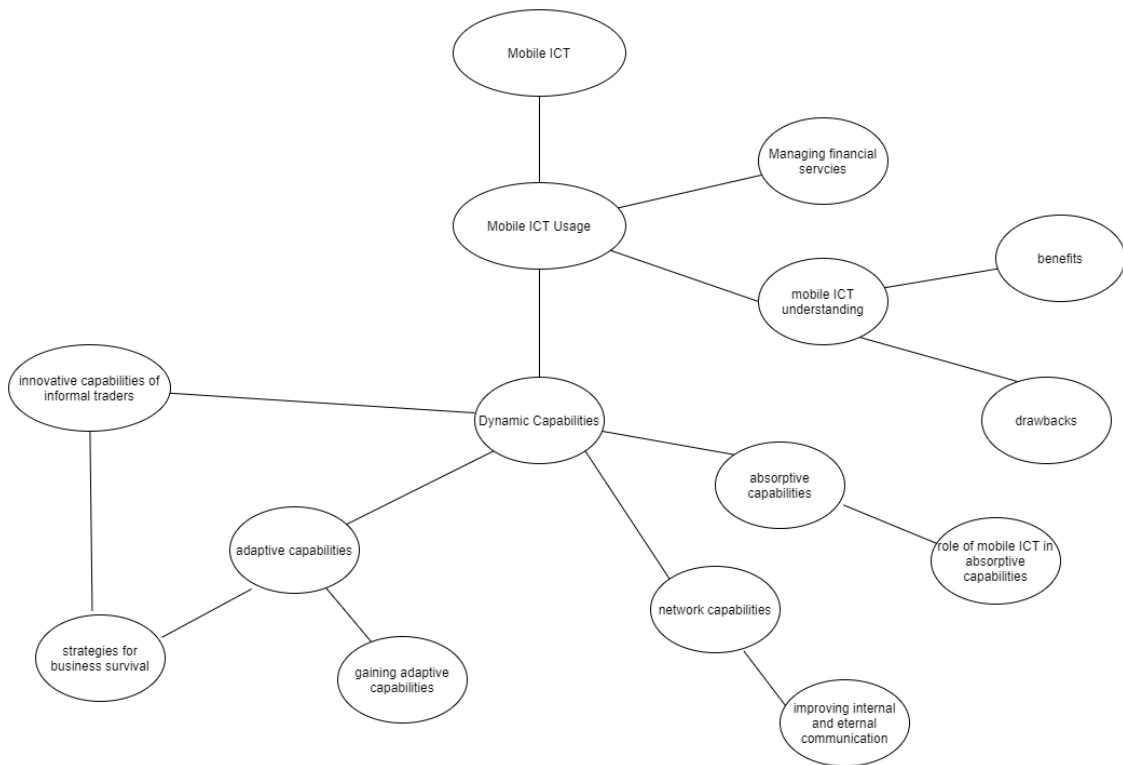 Mobile ICT
Managing financial
servcies
Mobile ICT Usage
benefits
mobile ICT
understanding
innovative capabilities of
informal traders
Dynamic Capabilities
drawbacks
absorptive
capabilities
adaptive capabilities
role of mobile ICT in
absorptive
capabilities
network capabilities
strategies for
business survival
gaining adaptive
capabilities
improving internal
and eternal
communication